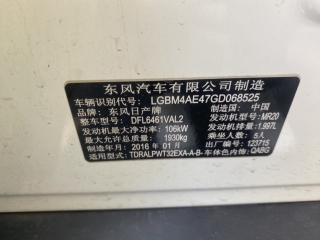 东风汽车有限公司制造
车辆识别代号: LGBM4AE47GD068525
品牌: 东风日产牌 制造国: 中国
整车型号: DFL6461VAL2 发动机型号: MR20
发动机最大净功率: 106kW 发动机排量: 1.997L
最大允许总质量: 1930kg 乘坐人数: 5人
制造年月: 2016年01月 出厂编号: 123715
型式: TDRALPWT32EXA-A-B- 车体色内饰: QABG